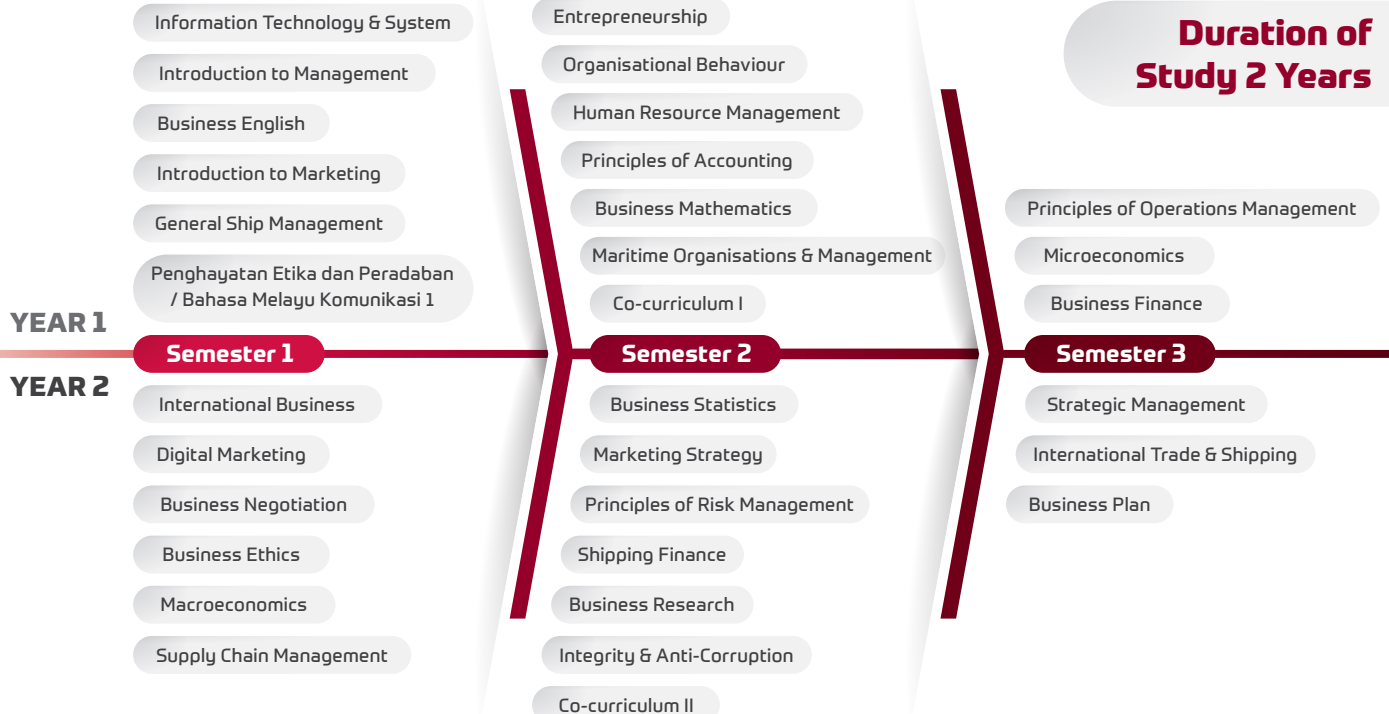 Duration of
Study 2 Years
YEAR 1
Information Technology & System
Introduction to Management
Business English
Introduction to Marketing
General Ship Management
Penghayatan Etika dan Peradaban
/ Bahasa Melayu Komunikasi 1
Entrepreneurship
Organisational Behaviour
Human Resource Management
Principles of Accounting
Business Mathematics
Maritime Organisations & Management
Co-curriculum I
Principles of Operations Management
Microeconomics
Business Finance
Semester 1
Semester 2
Semester 3
YEAR 2
International Business
Digital Marketing
Business Negotiation
Business Ethics
Macroeconomics
Supply Chain Management
Business Statistics
Marketing Strategy
Principles of Risk Management
Shipping Finance
Business Research
Integrity & Anti-Corruption
Co-curriculum II
Strategic Management
International Trade & Shipping
Business Plan